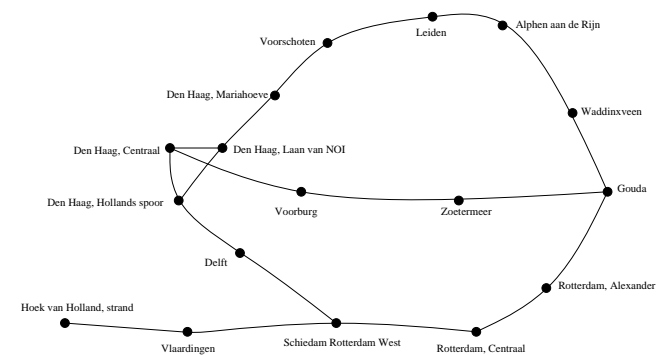 Leiden
Alphen aan de Rijn
Voorschoten
Den Haag, Mariahoeve
Waddinxveen
Den Haag, Centraal
Den Haag, Laan van NOI
Gouda
Den Haag, Hollands spoor
Voorburg
Zoetermeer
Delft
Rotterdam, Alexander
Hoek van Holland, strand
Vlaardingen
Schiedam Rotterdam West
Rotterdam, Centraal